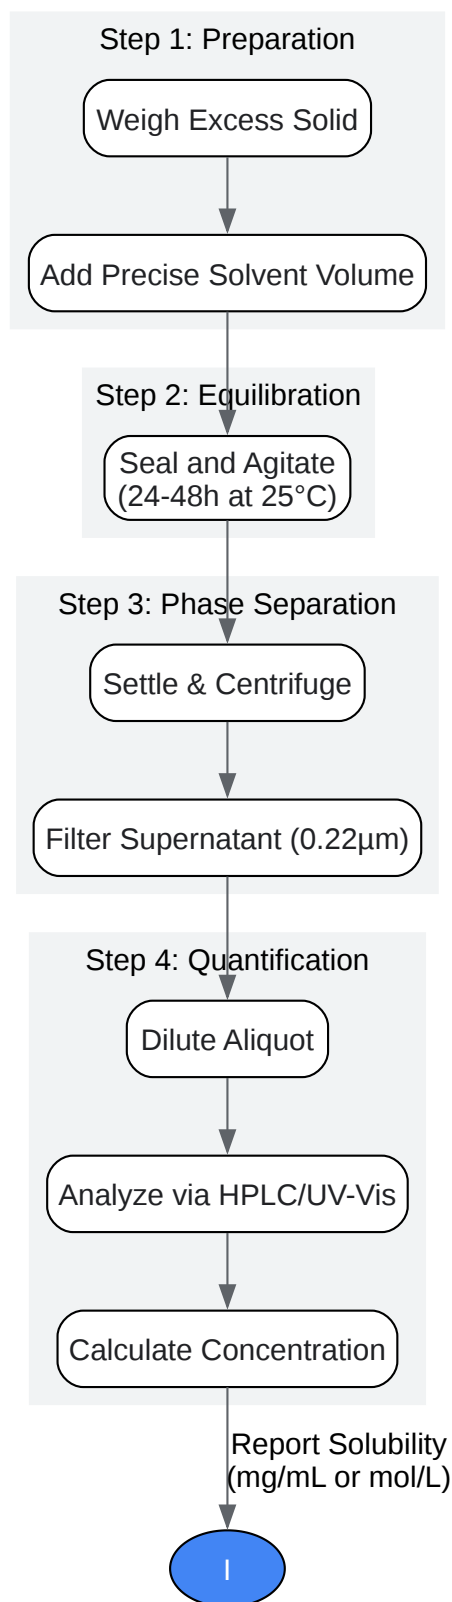 Step 1: Preparation
Weigh Excess Solid
Add Precise Solvent Volume
Step 2: Equilibration
Seal and Agitate
(24-48h at 25°C)
Step 3: Phase Separation
Settle & Centrifuge
Filter Supernatant (0.22µm)
Step 4: Quantification
Dilute Aliquot
Analyze via HPLC/UV-Vis
Calculate Concentration
Report Solubility
(mg/mL or mol/L)
I